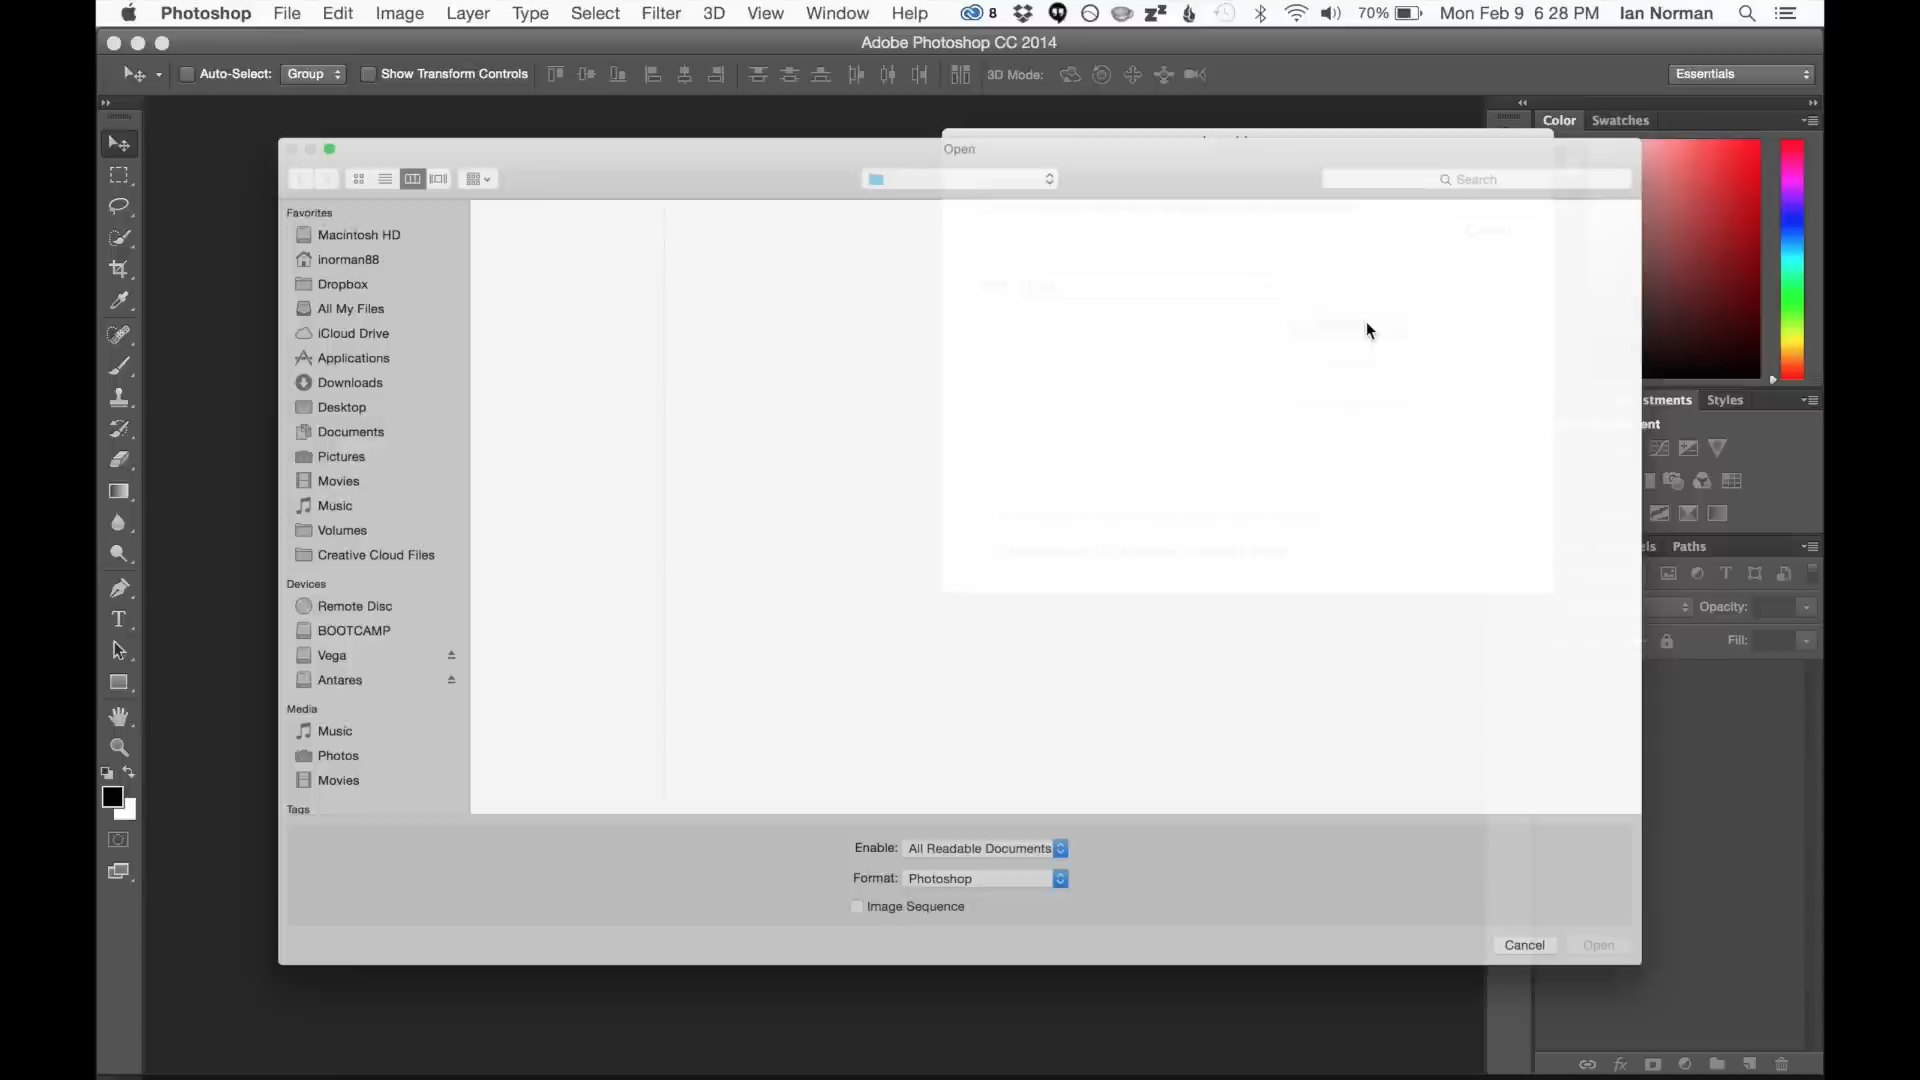 Photoshop File Edit Image Layer Type Select Filter 3D View Window Help 8 70% Mon Feb 9 6:28 PM Ian Norman
Adobe Photoshop CC 2014
Auto-Select: Group Show Transform Controls 3D Mode: Essentials
Color Swatches
Open
Search
Favorites
Macintosh HD
inorman88
Dropbox
All My Files
iCloud Drive
Applications
Downloads
Desktop
Documents
Pictures
Movies
Music
Volumes
Creative Cloud Files
Devices
Remote Disc
BOOTCAMP
Vega
Antares
Media
Music
Photos
Movies
Tags
stments Styles
ent
els Paths
Opacity:
Fill:
Enable: All Readable Documents
Format: Photoshop
Image Sequence
Cancel Open